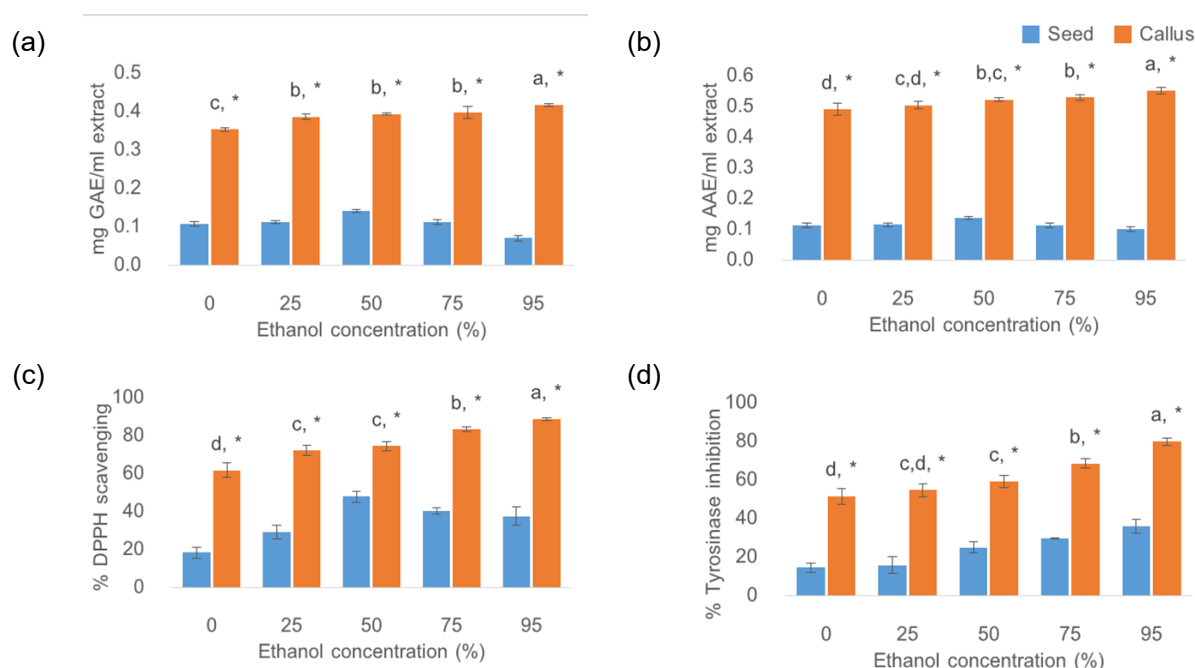 (a)
mg GAE/ml extract
0.5
0.4
0.3
0.2
0.1
0.0
c, *
b, *
b, *
b, *
a, *
0 25 50 75 95
Ethanol concentration (%)
(b)
Seed Callus
mg AAE/ml extract
0.6
0.5
0.4
0.3
0.2
0.1
0.0
d, *
c,d, *
b,c, *
b, *
a, *
0 25 50 75 95
Ethanol concentration (%)
(c)
% DPPH scavenging
100
80
60
40
20
0
d, *
c, *
c, *
b, *
a, *
0 25 50 75 95
Ethanol concentration (%)
(d)
% Tyrosinase inhibition
100
80
60
40
20
0
d, *
c,d, *
c, *
b, *
a, *
0 25 50 75 95
Ethanol concentration (%)